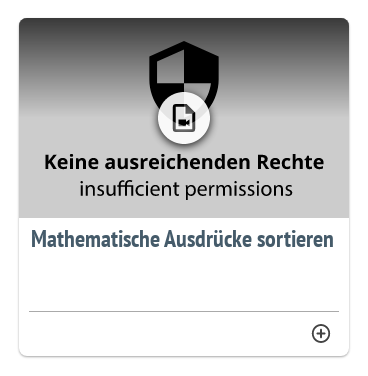 Keine ausreichenden Rechte
insufficient permissions
Mathematische Ausdrücke sortieren